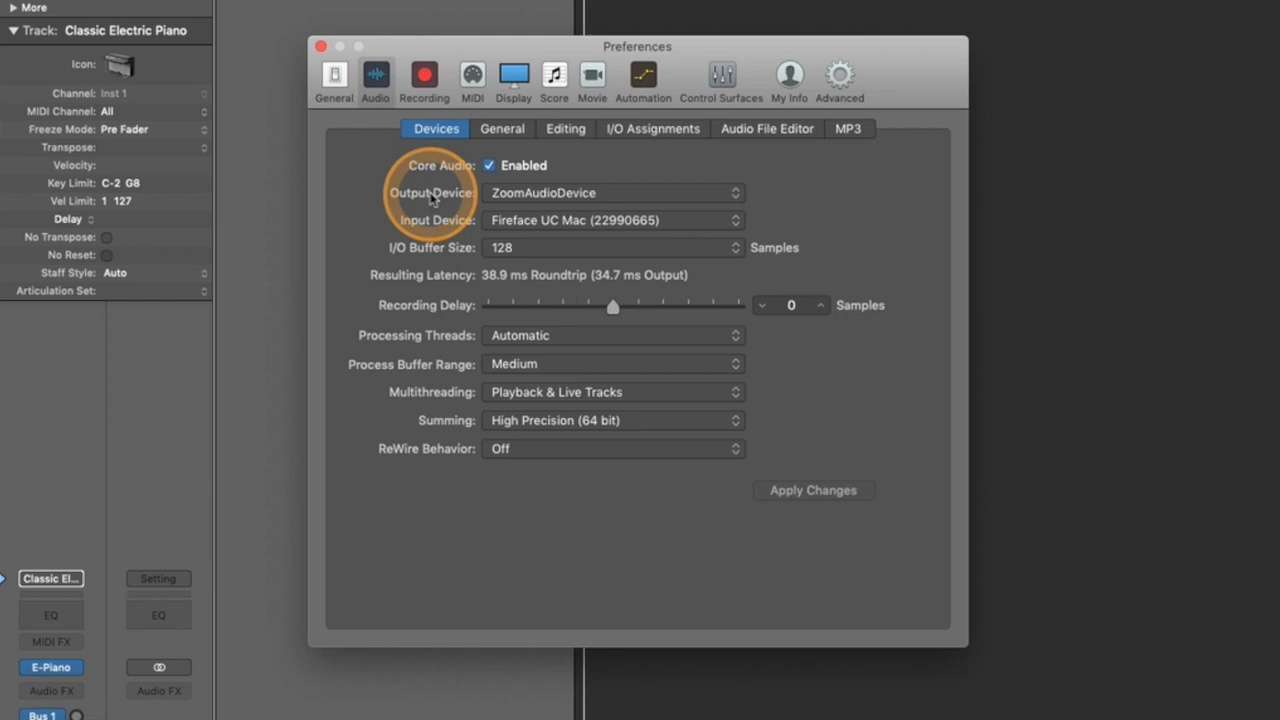 More
Track: Classic Electric Piano
Icon:
Channel: Inst 1
MIDI Channel: All
Freeze Mode: Pre Fader
Transpose:
Velocity:
Key Limit: C-2 G8
Vel Limit: 1 127
Delay
No Transpose:
No Reset:
Staff Style: Auto
Articulation Set:
Classic El...
Setting
EQ
EQ
MIDI FX
E-Piano
Audio FX
Audio FX
Bus 1
Preferences
General Audio Recording MIDI Display Score Movie Automation Control Surfaces My Info Advanced
Devices General Editing I/O Assignments Audio File Editor MP3
Core Audio: Enabled
Output Device: ZoomAudioDevice
Input Device: Fireface UC Mac (22990665)
I/O Buffer Size: 128 Samples
Resulting Latency: 38.9 ms Roundtrip (34.7 ms Output)
Recording Delay: 0 Samples
Processing Threads: Automatic
Process Buffer Range: Medium
Multithreading: Playback & Live Tracks
Summing: High Precision (64 bit)
ReWire Behavior: Off
Apply Changes